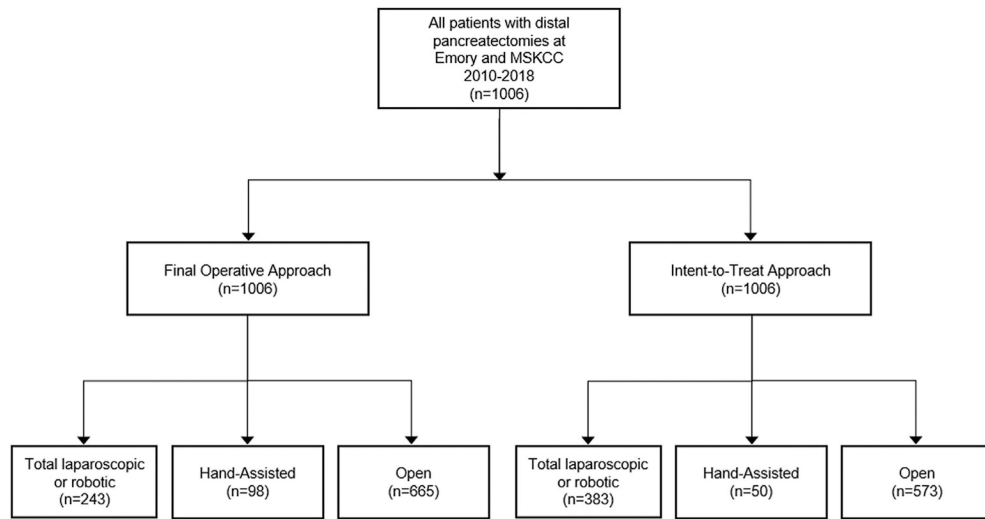 All patients with distal
pancreatectomies at
Emory and MSKCC
2010-2018
(n=1006)
Final Operative Approach
(n=1006)
Intent-to-Treat Approach
(n=1006)
Total laparoscopic
or robotic
(n=243)
Hand-Assisted
(n=98)
Open
(n=665)
Total laparoscopic
or robotic
(n=383)
Hand-Assisted
(n=50)
Open
(n=573)